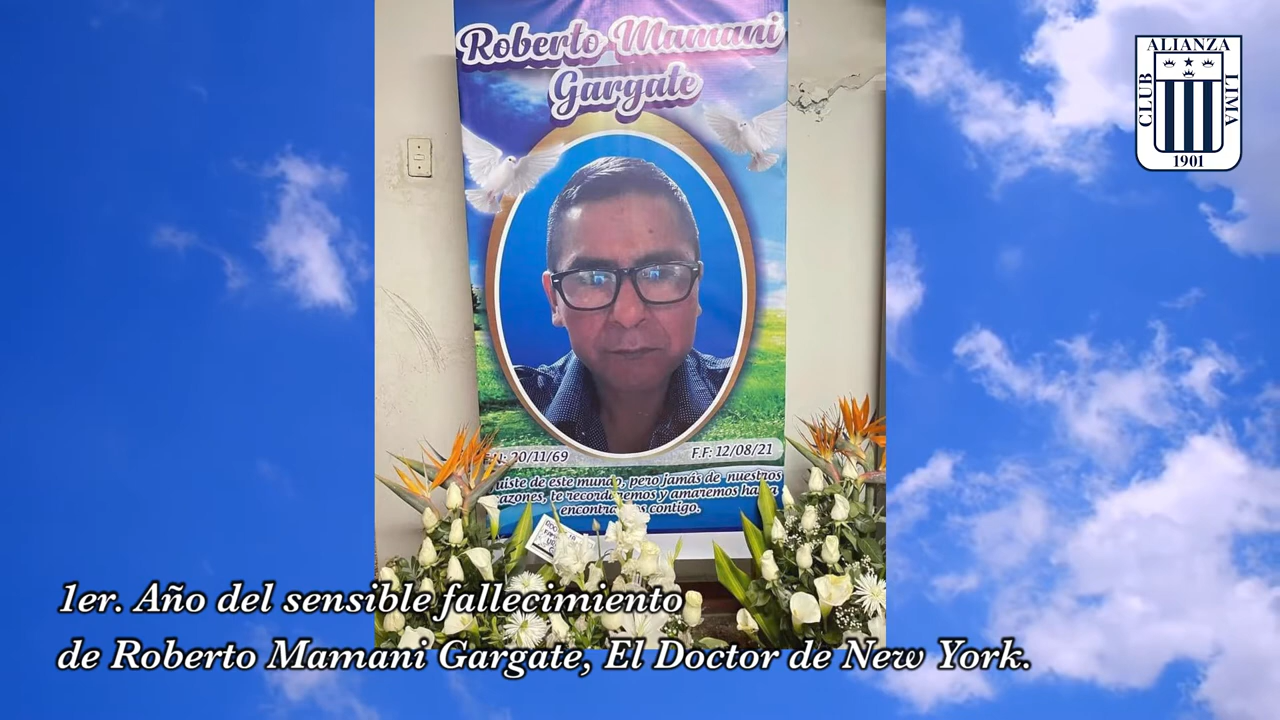 Roberto Mamani
Gargate
ALIANZA
CLUB
LIMA
1901
20/11/69
F.F: 12/08/21
de este mundo, pero jamás de nuestros
te recordaremos y amaremos
contigo.
1er. Año del sensible fallecimiento
de Roberto Mamani Gargate, El Doctor de New York.